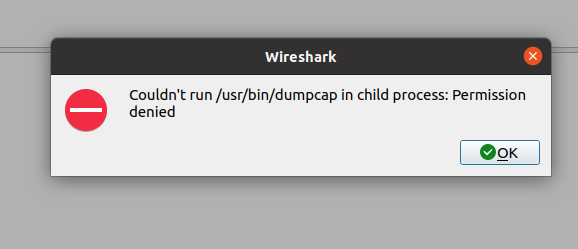 Wireshark
Couldn't run /usr/bin/dumpcap in child process: Permission
denied
OK